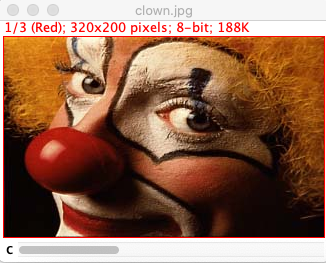 clown.jpg
1/3 (Red); 320x200 pixels; 8-bit; 188K
C